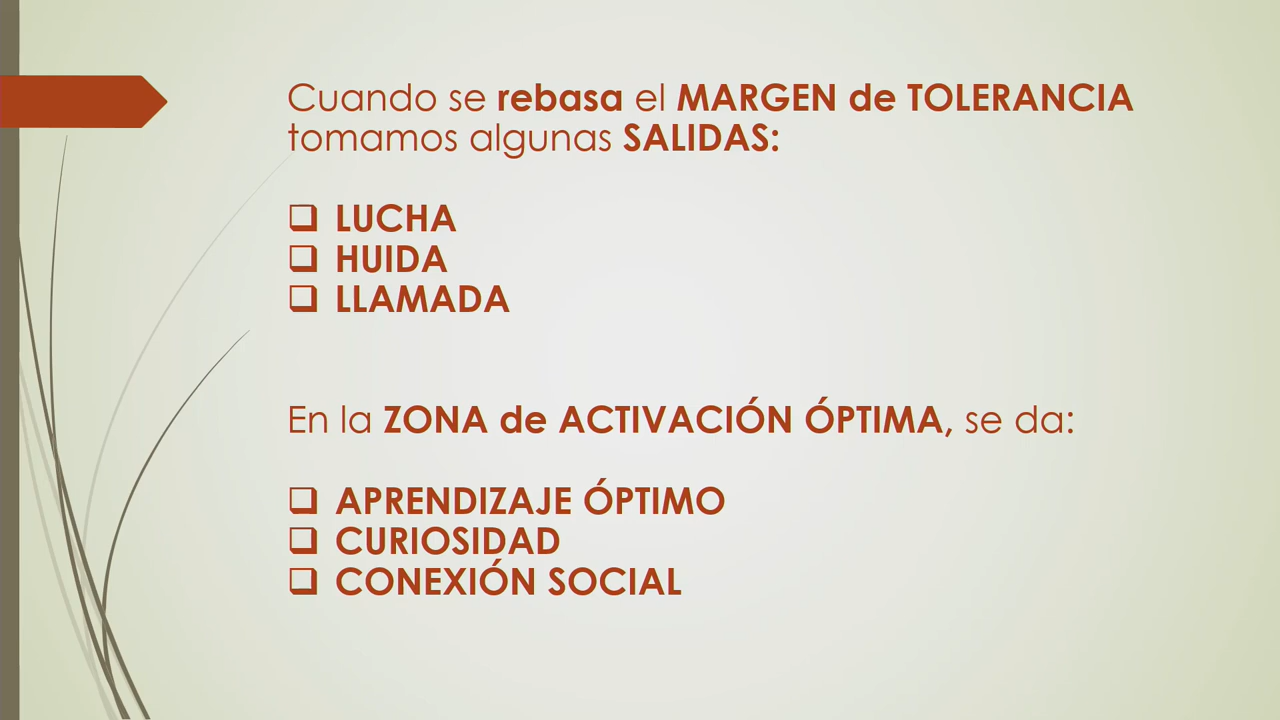 Cuando se rebasa el MARGEN de TOLERANCIA
tomamos algunas SALIDAS:
❑ LUCHA
❑ HUIDA
❑ LLAMADA
En la ZONA de ACTIVACIÓN ÓPTIMA, se da:
❑ APRENDIZAJE ÓPTIMO
❑ CURIOSIDAD
❑ CONEXIÓN SOCIAL